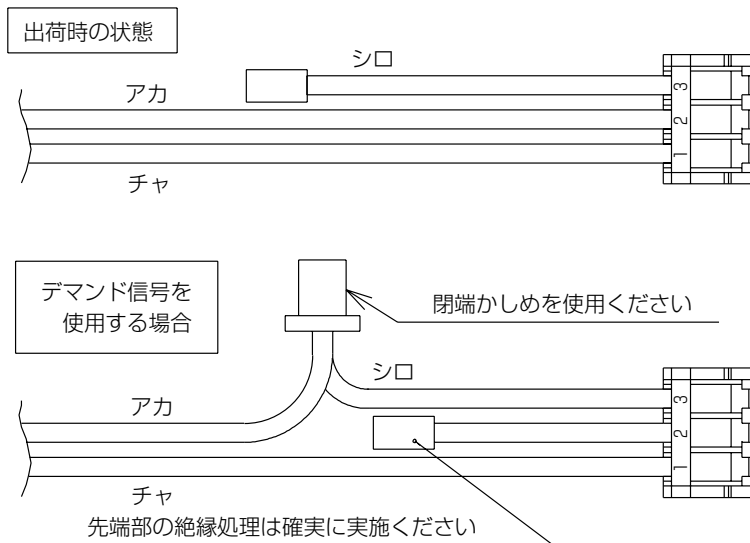 出荷時の状態
シロ
アカ
チャ
3
2
1
デマンド信号を
使用する場合
閉端かしめを使用ください
シロ
アカ
チャ
3
2
1
先端部の絶縁処理は確実に実施ください